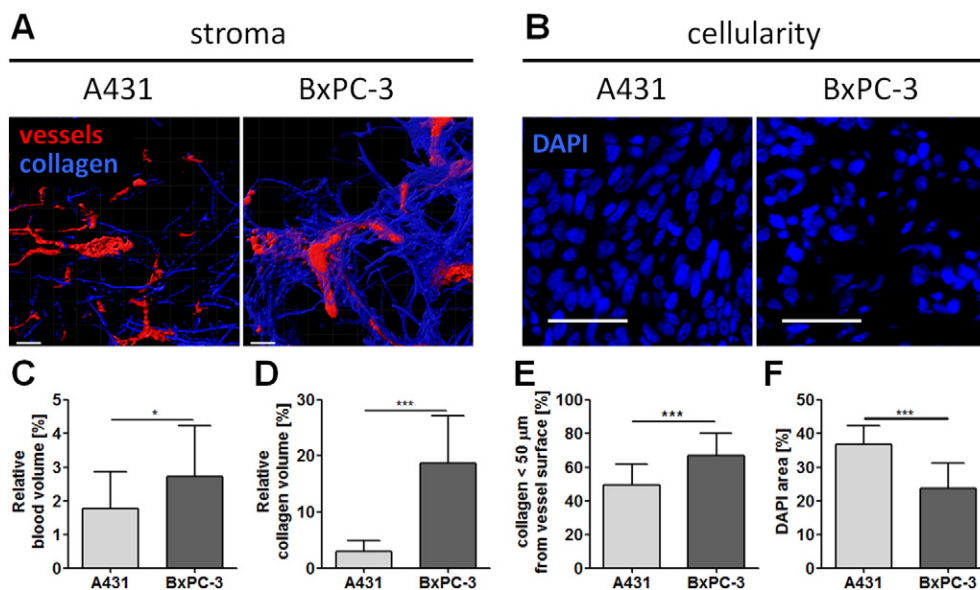 A
stroma
A431
BxPC-3
vessels
collagen
B
cellularity
A431
BxPC-3
DAPI
C
Relative
blood volume [%]
5
4
3
2
1
0
*
A431
BxPC-3
D
Relative
collagen volume [%]
30
20
10
0
***
A431
BxPC-3
E
collagen < 50 µm
from vessel surface [%]
100
80
60
40
20
0
***
A431
BxPC-3
F
DAPI area [%]
50
40
30
20
10
0
***
A431
BxPC-3